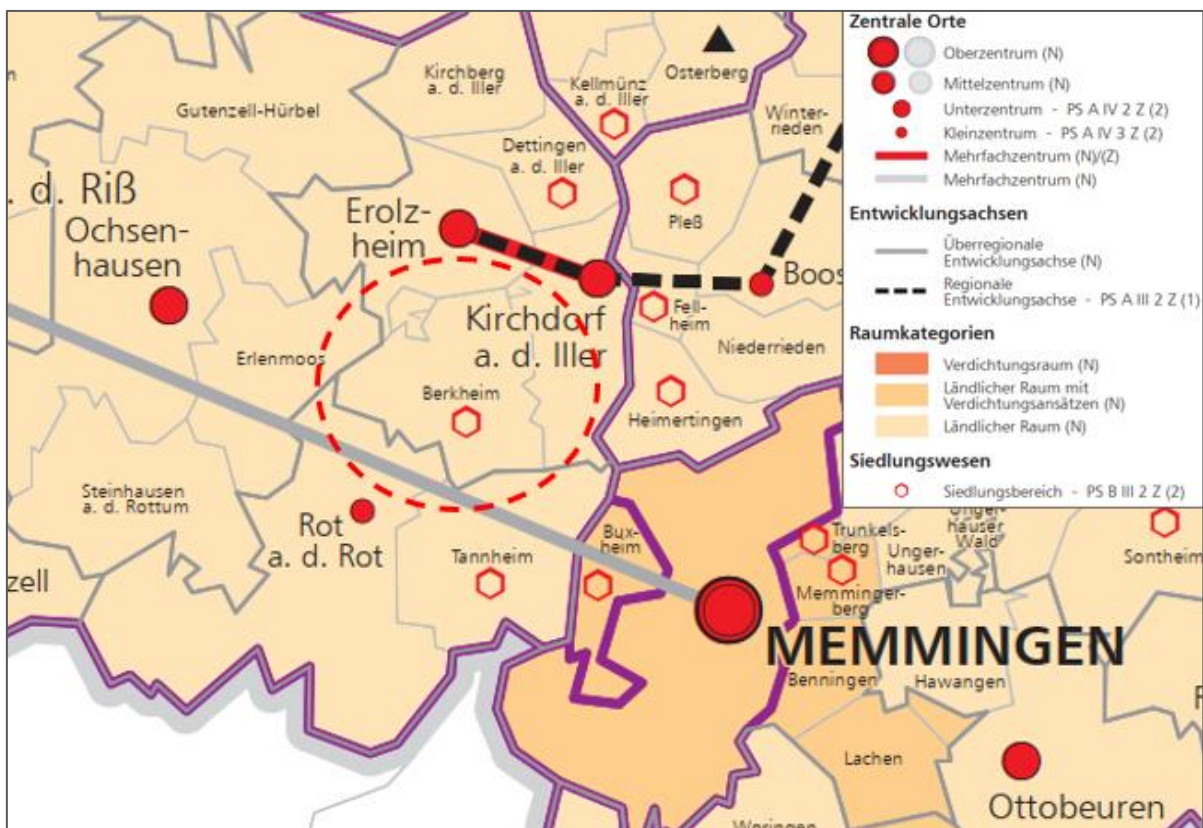 Kirchberg
a. d. Iller
Kellmünz
a. d. Iller
Osterberg
Gutenzell-Hürbel
Winter-
rieden
Dettingen
a. d. Iller
. d. Riß
Ochsen-
hausen
Erolz-
heim
Pleß
Boos
Kirchdorf
a. d. Iller
Fell-
heim
Niederrieden
Erlenmoos
Berkheim
Heimertingen
Steinhausen
a. d. Rottum
Rot
a. d. Rot
Tannheim
Bux-
heim
Trunkels-
berg
Memminger-
berg
Unger-
hausen
Unger-
häuser
Wald
Sontheim
zell
MEMMINGEN
Benningen
Hawangen
Lachen
Ottobeuren
Woringen
Zentrale Orte
Oberzentrum (N)
Mittelzentrum (N)
Unterzentrum - PS A IV 2 Z (2)
Kleinzentrum - PS A IV 3 Z (2)
Mehrfachzentrum (N)/(Z)
Mehrfachzentrum (N)
Entwicklungsachsen
Überregionale
Entwicklungsachse (N)
Regionale
Entwicklungsachse - PS A III 2 Z (1)
Raumkategorien
Verdichtungsraum (N)
Ländlicher Raum mit
Verdichtungsansätzen (N)
Ländlicher Raum (N)
Siedlungswesen
Siedlungsbereich - PS B III 2 Z (2)